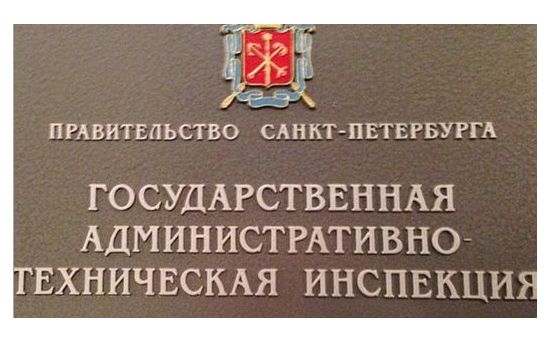 ПРАВИТЕЛЬСТВО САНКТ-ПЕТЕРБУРГА
ГОСУДАРСТВЕННАЯ
АДМИНИСТРАТИВНО-
ТЕХНИЧЕСКАЯ ИНСПЕКЦИЯ